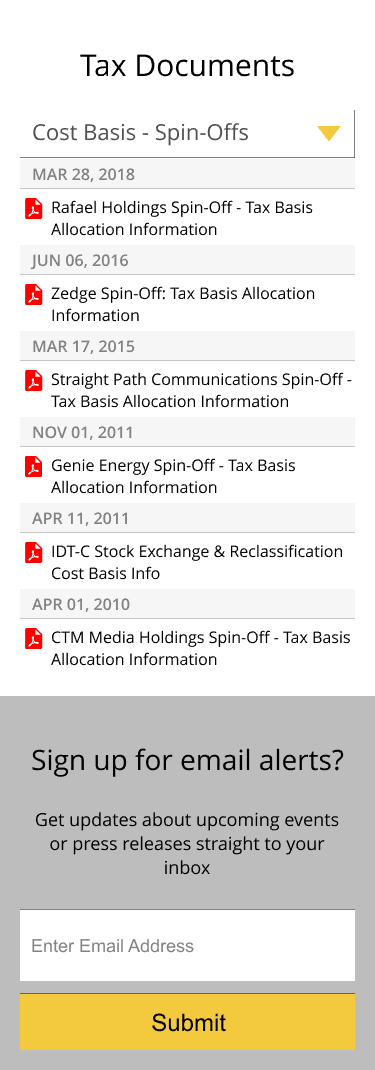 Tax Documents
Cost Basis - Spin-Offs
MAR 28, 2018
Rafael Holdings Spin-Off - Tax Basis
Allocation Information
JUN 06, 2016
Zedge Spin-Off: Tax Basis Allocation
Information
MAR 17, 2015
Straight Path Communications Spin-Off -
Tax Basis Allocation Information
NOV 01, 2011
Genie Energy Spin-Off - Tax Basis
Allocation Information
APR 11, 2011
IDT-C Stock Exchange & Reclassification
Cost Basis Info
APR 01, 2010
CTM Media Holdings Spin-Off - Tax Basis
Allocation Information
Sign up for email alerts?
Get updates about upcoming events
or press releases straight to your
inbox
Enter Email Address
Submit